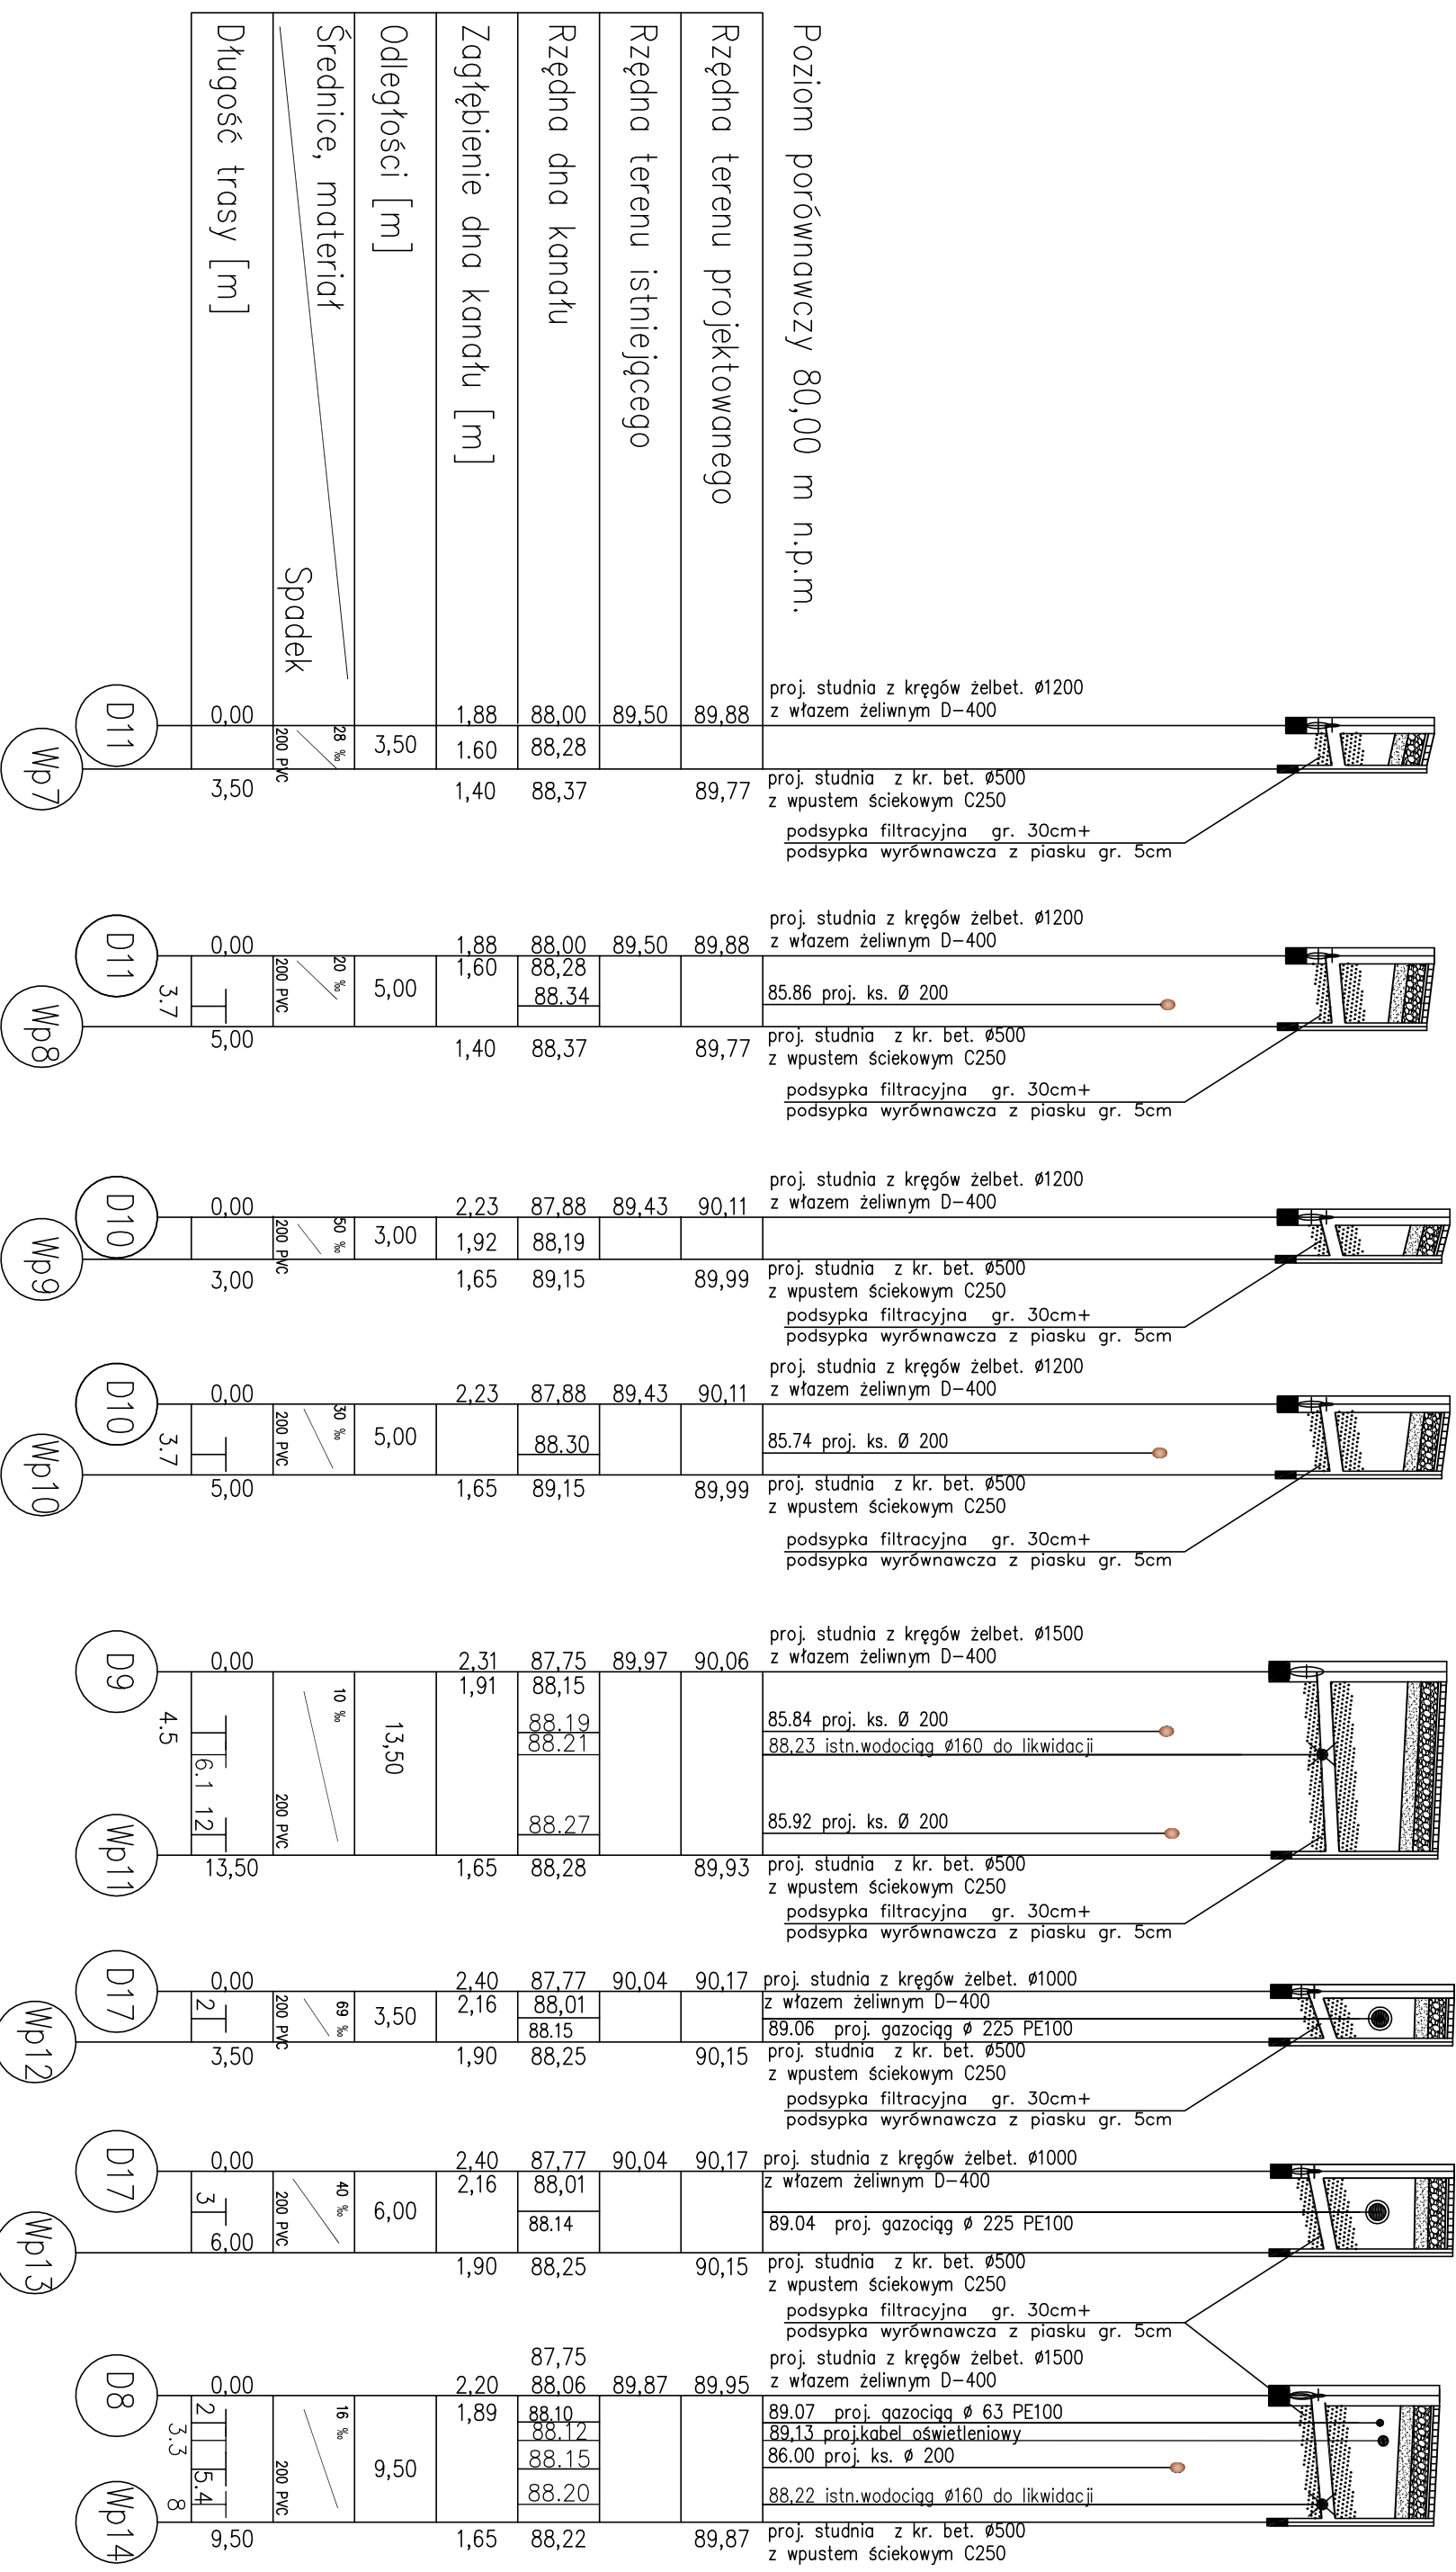 Poziom porównawczy 80,00 m n.p.m.
Rzędna terenu projektowanego
Rzędna terenu istniejącego
Rzędna dna kanału
Zagłębienie dna kanału [m]
Odległości [m]
Średnice, materiał
Spadek
Długość trasy [m]
proj. studnia z kręgów żelbet. ø1200
z włazem żeliwnym D-400
0,00 1,88 88,00 89,50 89,88
28 ‰
200 PVC
3,50 1.60 88,28
3,50 1,40 88,37 89,77
proj. studnia z kr. bet. ø500
z wpustem ściekowym C250
podsypka filtracyjna gr. 30cm+
podsypka wyrównawcza z piasku gr. 5cm
D11
Wp7
proj. studnia z kręgów żelbet. ø1200
z włazem żeliwnym D-400
0,00 1,88 88,00 89,50 89,88
20 ‰
200 PVC
5,00 1,60 88,28
88.34
85.86 proj. ks. Ø 200
3.7
5,00 1,40 88,37 89,77
proj. studnia z kr. bet. ø500
z wpustem ściekowym C250
podsypka filtracyjna gr. 30cm+
podsypka wyrównawcza z piasku gr. 5cm
D11
Wp8
proj. studnia z kręgów żelbet. ø1200
z włazem żeliwnym D-400
0,00 2,23 87,88 89,43 90,11
50 ‰
200 PVC
3,00 1,92 88,19
3,00 1,65 89,15 89,99
proj. studnia z kr. bet. ø500
z wpustem ściekowym C250
podsypka filtracyjna gr. 30cm+
podsypka wyrównawcza z piasku gr. 5cm
D10
Wp9
proj. studnia z kręgów żelbet. ø1200
z włazem żeliwnym D-400
0,00 2,23 87,88 89,43 90,11
30 ‰
200 PVC
5,00 88.30
85.74 proj. ks. Ø 200
3.7
5,00 1,65 89,15 89,99
proj. studnia z kr. bet. ø500
z wpustem ściekowym C250
podsypka filtracyjna gr. 30cm+
podsypka wyrównawcza z piasku gr. 5cm
D10
Wp10
proj. studnia z kręgów żelbet. ø1500
z włazem żeliwnym D-400
0,00 2,31 87,75 89,97 90,06
1,91 88,15
10 ‰
200 PVC
13,50
88.19
85.84 proj. ks. Ø 200
88.21
88,23 istn.wodociąg ø160 do likwidacji
88.27
85.92 proj. ks. Ø 200
4.5 6.1 12
13,50 1,65 88,28 89,93
proj. studnia z kr. bet. ø500
z wpustem ściekowym C250
podsypka filtracyjna gr. 30cm+
podsypka wyrównawcza z piasku gr. 5cm
D9
Wp11
proj. studnia z kręgów żelbet. ø1000
z włazem żeliwnym D-400
0,00 2,40 87,77 90,04 90,17
2 69 ‰
200 PVC
3,50 2,16 88,01
88.15
89.06 proj. gazociąg ø 225 PE100
3,50 1,90 88,25 90,15
proj. studnia z kr. bet. ø500
z wpustem ściekowym C250
podsypka filtracyjna gr. 30cm+
podsypka wyrównawcza z piasku gr. 5cm
D17
Wp12
proj. studnia z kręgów żelbet. ø1000
z włazem żeliwnym D-400
0,00 2,40 87,77 90,04 90,17
3 40 ‰
200 PVC
6,00 2,16 88,01
88.14
89.04 proj. gazociąg ø 225 PE100
6,00 1,90 88,25 90,15
proj. studnia z kr. bet. ø500
z wpustem ściekowym C250
podsypka filtracyjna gr. 30cm+
podsypka wyrównawcza z piasku gr. 5cm
D17
Wp13
proj. studnia z kręgów żelbet. ø1500
z włazem żeliwnym D-400
87,75
0,00 2,20 88,06 89,87 89,95
16 ‰
200 PVC
9,50 1,89
88.10
89.07 proj. gazociąg ø 63 PE100
88.12
89,13 proj.kabel oświetleniowy
88.15
86.00 proj. ks. ø 200
88.20
88,22 istn.wodociąg ø160 do likwidacji
2 3.3 5.4 8
9,50 1,65 88,22 89,87
proj. studnia z kr. bet. ø500
z wpustem ściekowym C250
D8
Wp14